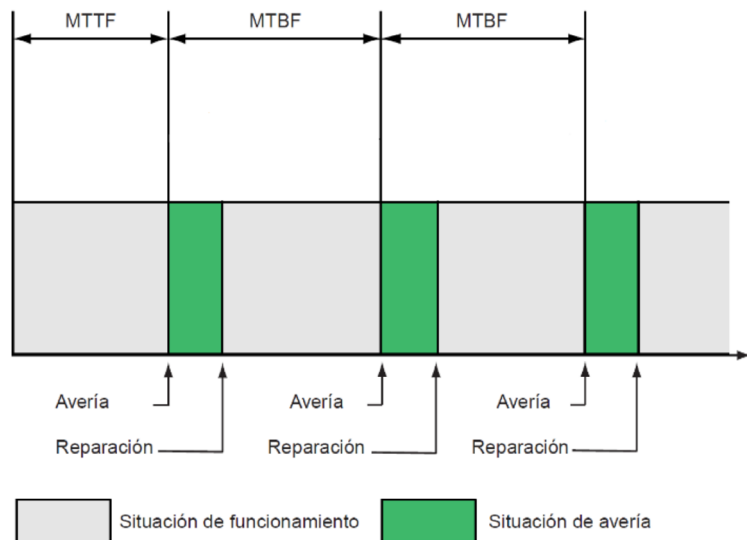 MTTF
MTBF
MTBF
Avería
Avería
Avería
Reparación
Reparación
Reparación
Situación de funcionamiento
Situación de avería